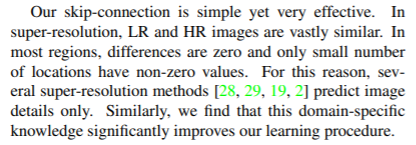 Our skip-connection is simple yet very effective. In
super-resolution, LR and HR images are vastly similar. In
most regions, differences are zero and only small number
of locations have non-zero values. For this reason, sev-
eral super-resolution methods [28, 29, 19, 2] predict image
details only. Similarly, we find that this domain-specific
knowledge significantly improves our learning procedure.